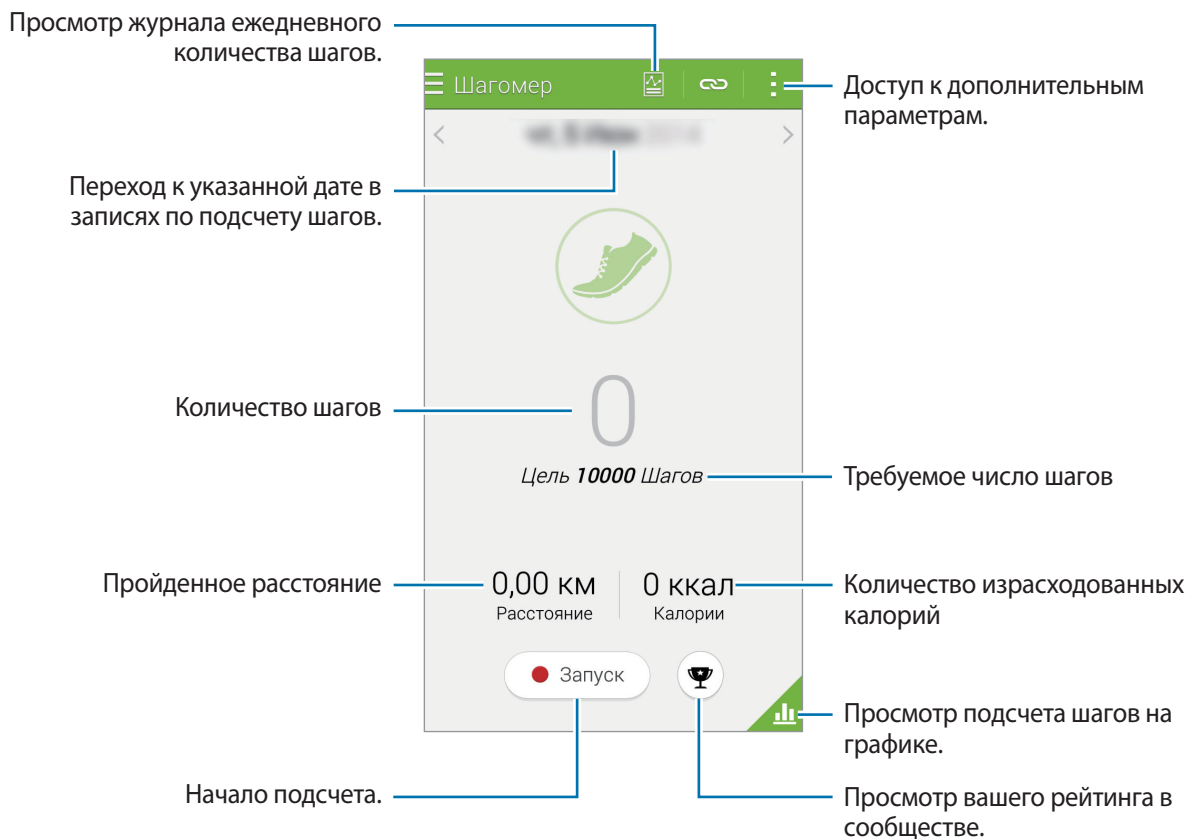 Просмотр журнала ежедневного
количества шагов.
Шагомер
Доступ к дополнительным
параметрам.
2014
Переход к указанной дате в
записях по подсчету шагов.
Количество шагов
0
Цель 10000 Шагов
Требуемое число шагов
Пройденное расстояние
0,00 км
Расстояние
0 ккал
Калории
Количество израсходованных
калорий
Запуск
Просмотр подсчета шагов на
графике.
Начало подсчета.
Просмотр вашего рейтинга в
сообществе.